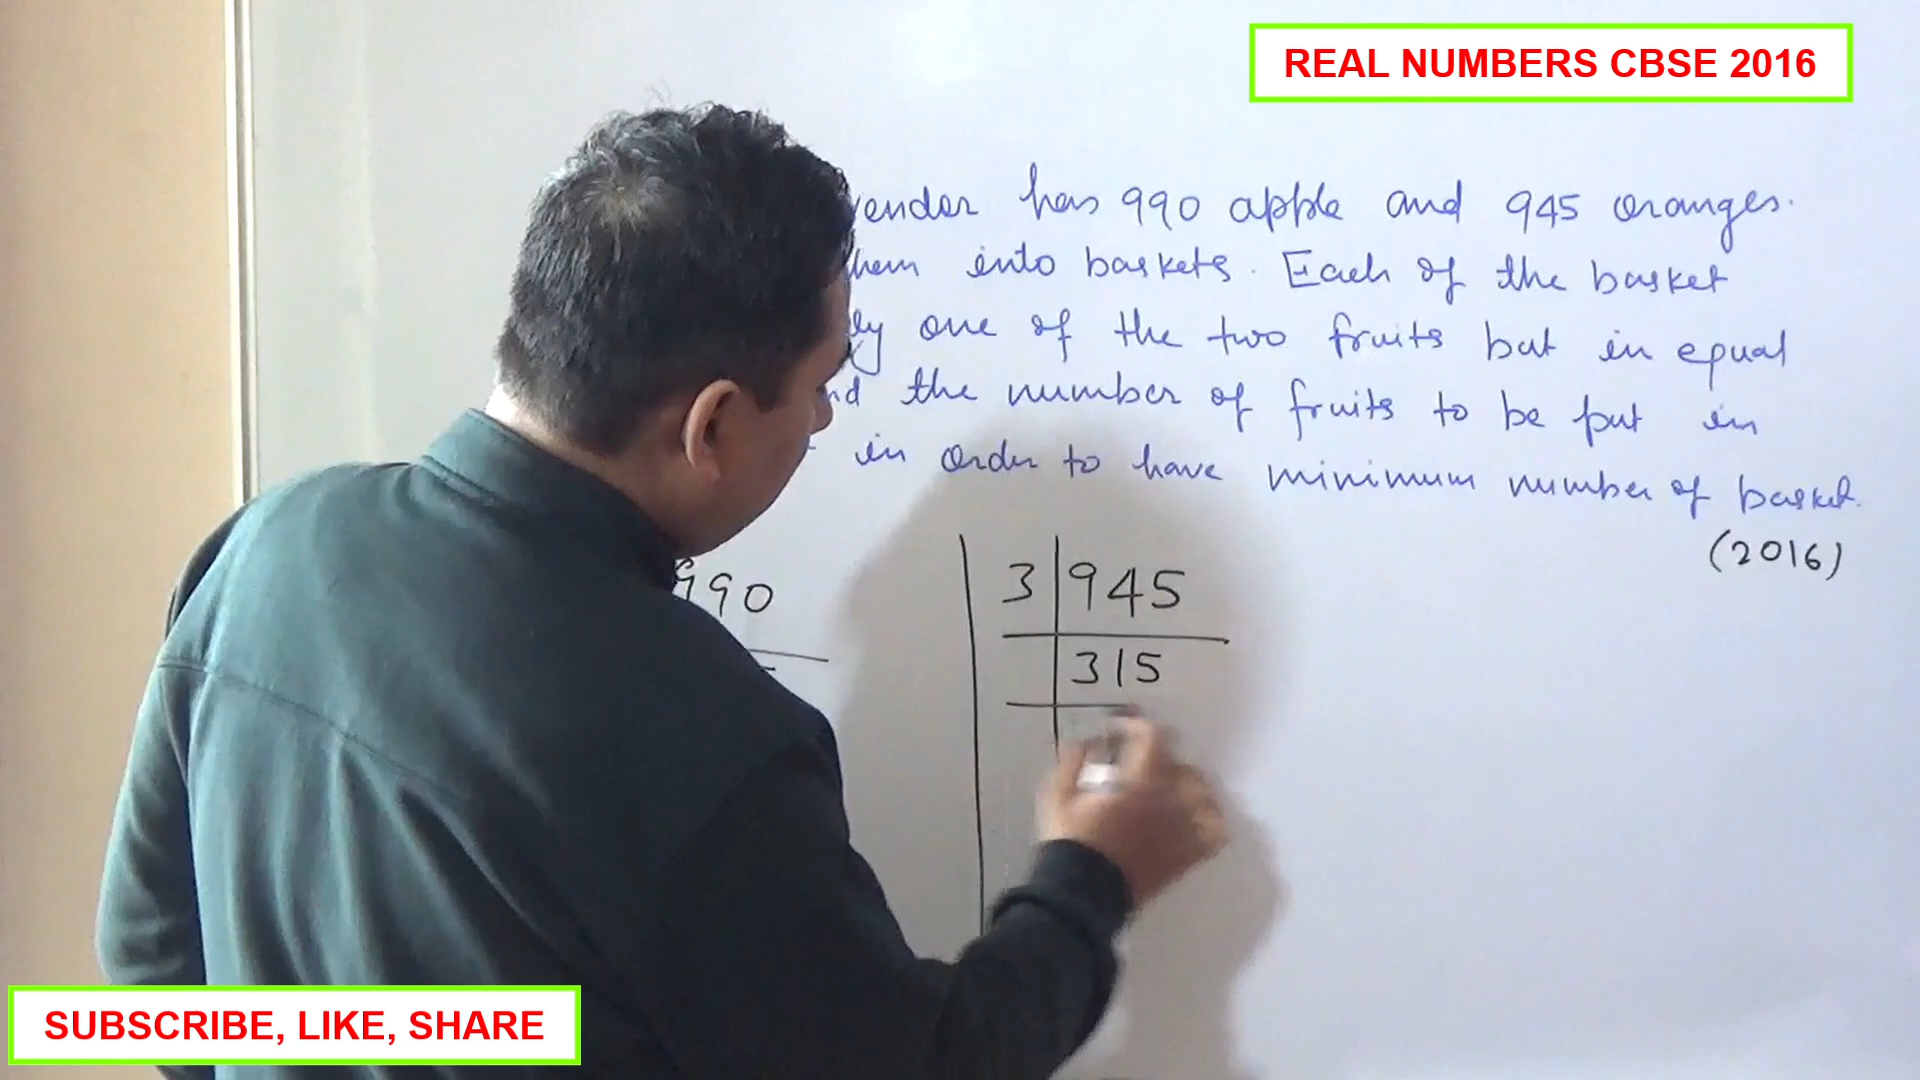 REAL NUMBERS CBSE 2016
vendor has 990 apple and 945 oranges.
them into baskets. Each of the basket
one of the two fruits but in equal
the number of fruits to be put in
in order to have minimum number of basket.
(2016)
990
3 945
315
SUBSCRIBE, LIKE, SHARE